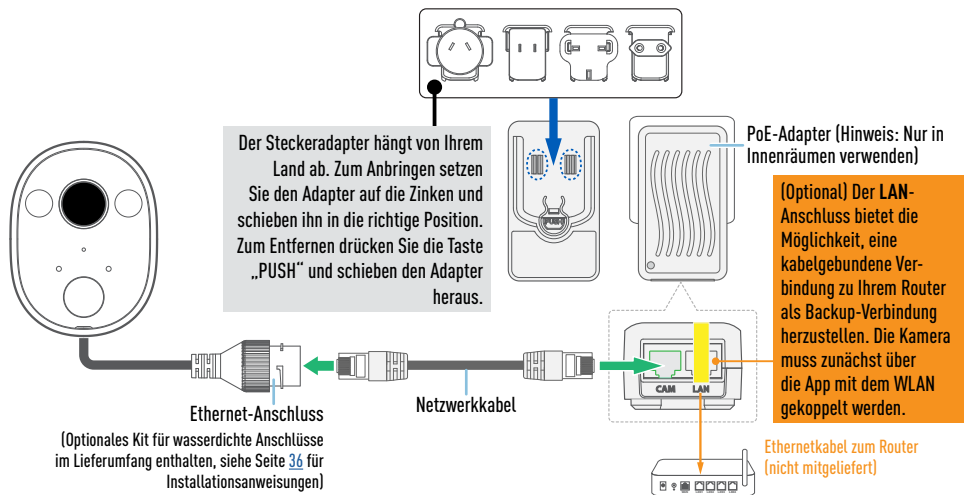 Der Steckeradapter hängt von Ihrem
Land ab. Zum Anbringen setzen
Sie den Adapter auf die Zinken und
schieben ihn in die richtige Position.
Zum Entfernen drücken Sie die Taste
„PUSH“ und schieben den Adapter
heraus.
PUSH
PoE-Adapter (Hinweis: Nur in
Innenräumen verwenden)
(Optional) Der LAN-
Anschluss bietet die
Möglichkeit, eine
kabelgebundene Ver-
bindung zu Ihrem Router
als Backup-Verbindung
herzustellen. Die Kamera
muss zunächst über
die App mit dem WLAN
gekoppelt werden.
CAM LAN
Ethernet-Anschluss
(Optionales Kit für wasserdichte Anschlüsse
im Lieferumfang enthalten, siehe Seite 36 für
Installationsanweisungen)
Netzwerkkabel
Ethernetkabel zum Router
(nicht mitgeliefert)